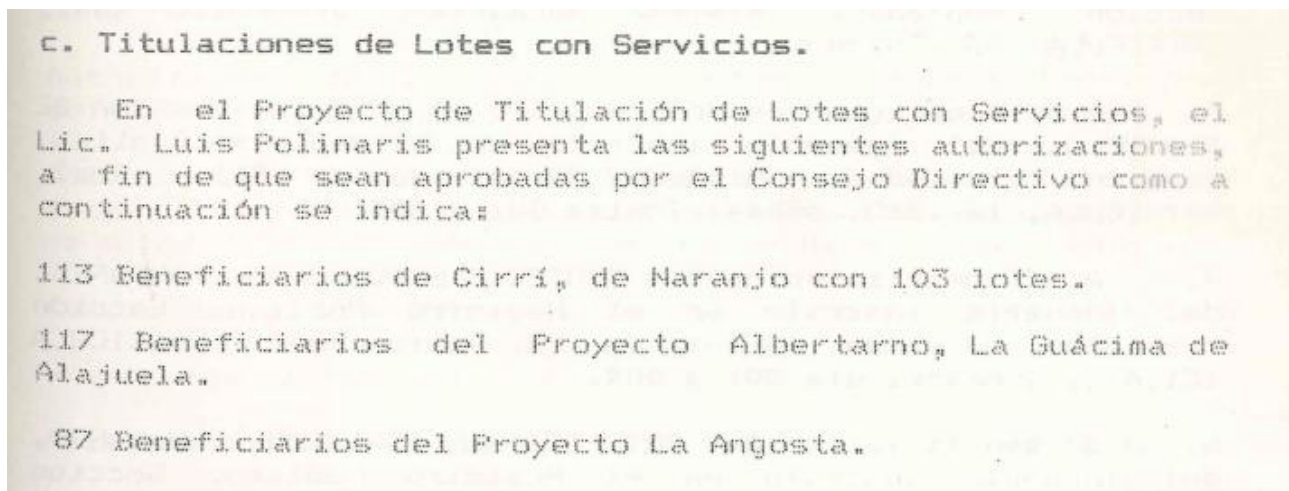 c. Titulaciones de Lotes con Servicios.
En el Proyecto de Titulación de Lotes con Servicios, el
Lic. Luis Polinaris presenta las siguientes autorizaciones,
a fin de que sean aprobadas por el Consejo Directivo como a
continuación se indica:
113 Beneficiarios de Cirrí, de Naranjo con 103 lotes.
117 Beneficiarios del Proyecto Albertarno, La Guácima de
Alajuela.
87 Beneficiarios del Proyecto La Angosta.